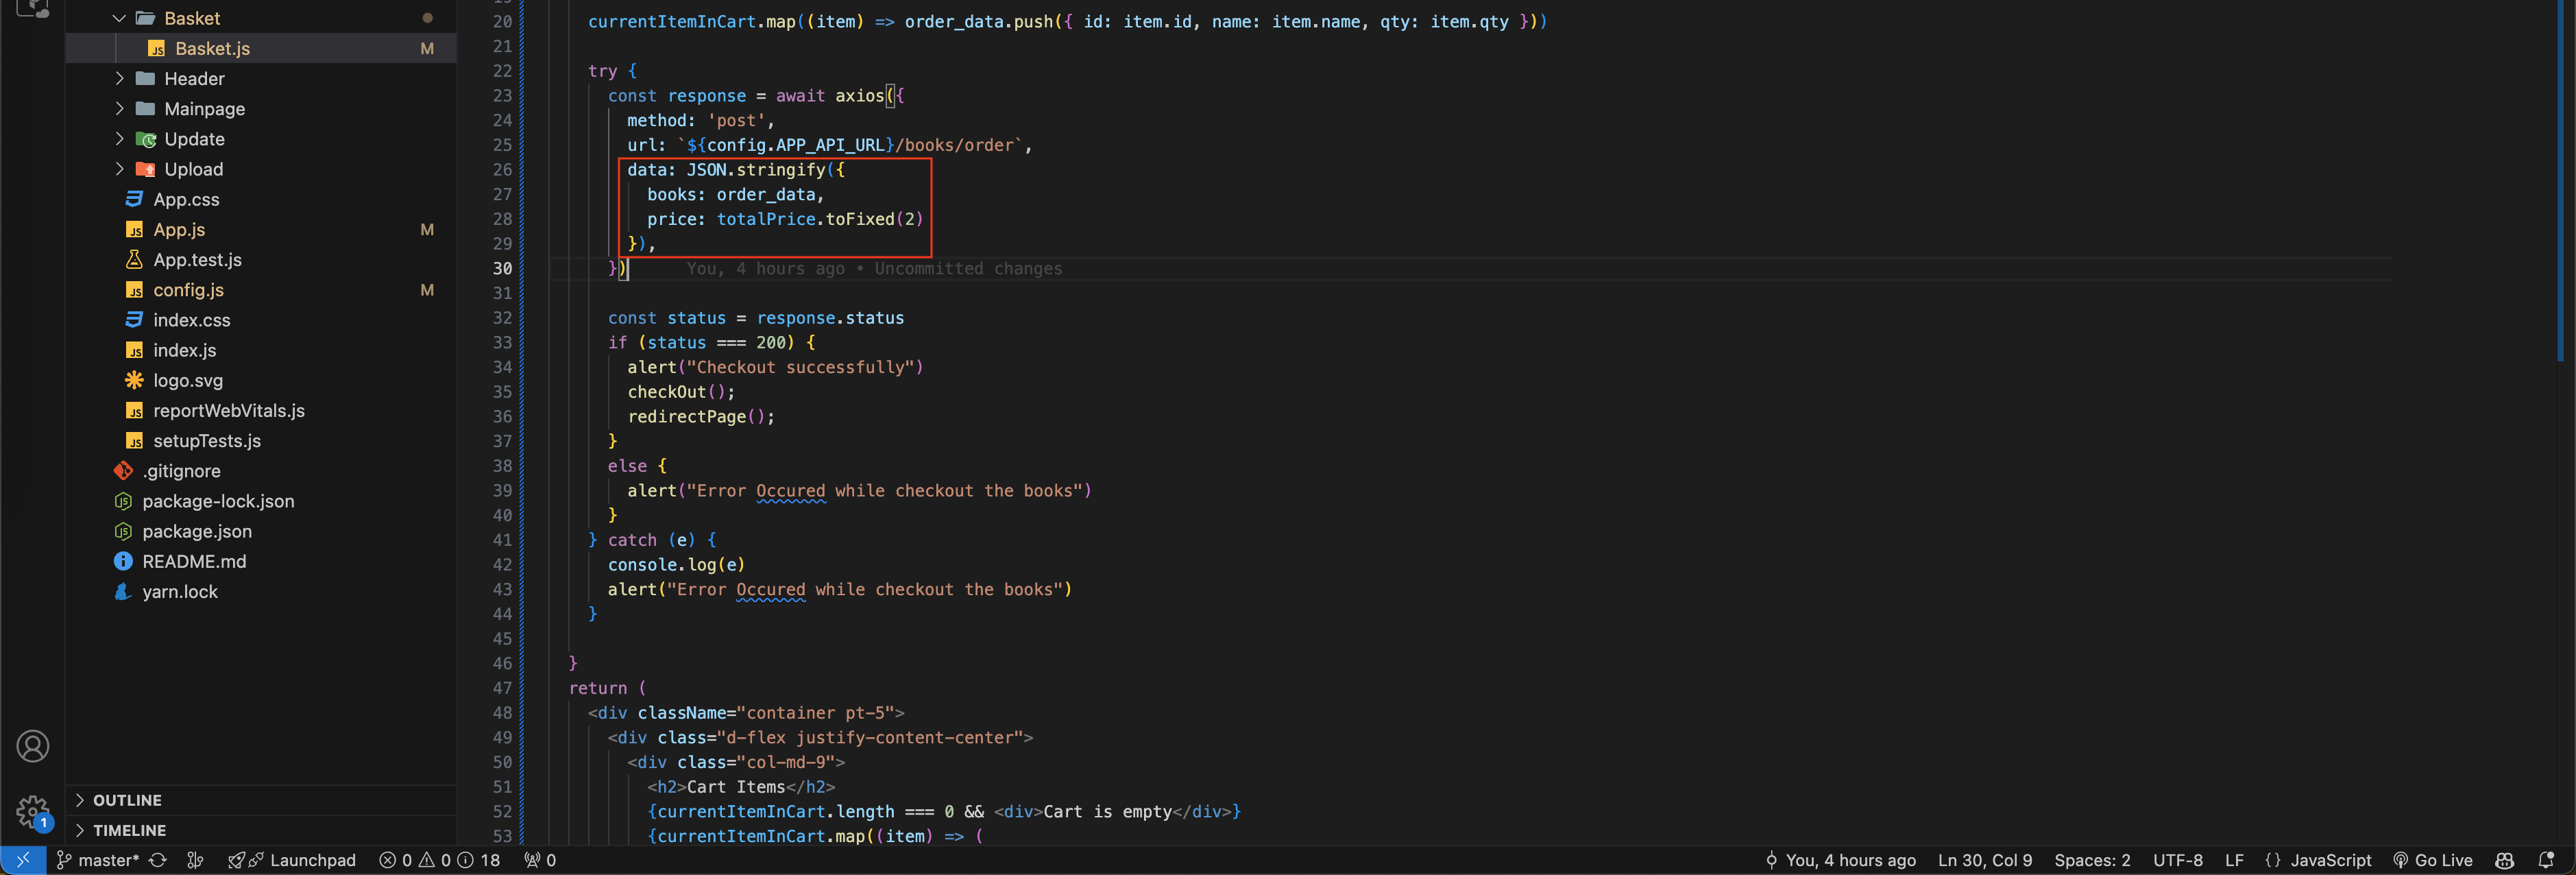 Basket
JS Basket.js M
Header
Mainpage
Update
Upload
App.css
JS App.js M
App.test.js
JS config.js M
index.css
JS index.js
logo.svg
JS reportWebVitals.js
JS setupTests.js
.gitignore
package-lock.json
package.json
README.md
yarn.lock
OUTLINE
TIMELINE
1
20 currentItemInCart.map((item) => order_data.push({ id: item.id, name: item.name, qty: item.qty }))
21
22 try {
23 const response = await axios({
24 method: 'post',
25 url: `${config.APP_API_URL}/books/order`,
26 data: JSON.stringify({
27 books: order_data,
28 price: totalPrice.toFixed(2)
29 }),
30 }) You, 4 hours ago • Uncommitted changes
31
32 const status = response.status
33 if (status === 200) {
34 alert("Checkout successfully")
35 checkOut();
36 redirectPage();
37 }
38 else {
39 alert("Error Occured while checkout the books")
40 }
41 } catch (e) {
42 console.log(e)
43 alert("Error Occured while checkout the books")
44 }
45
46 }
47 return (
48 <div className="container pt-5">
49 <div class="d-flex justify-content-center">
50 <div class="col-md-9">
51 <h2>Cart Items</h2>
52 {currentItemInCart.length === 0 && <div>Cart is empty</div>}
53 {currentItemInCart.map((item) => (
master* Launchpad 0 0 18 0 You, 4 hours ago Ln 30, Col 9 Spaces: 2 UTF-8 LF {} JavaScript Go Live